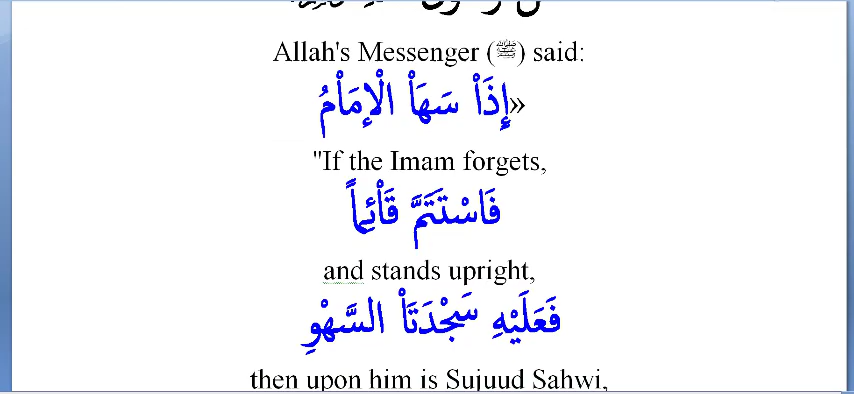 Allah's Messenger (ﷺ) said:
«إِذَاْ سَهَاْ الْإِمَاْمُ
"If the Imam forgets,
فَاسْتَتَمَّ قَاْئِماً
and stands upright,
فَعَلَيْهِ سَجْدَتَاْ السَّهْوِ
then upon him is Sujuud Sahwi,